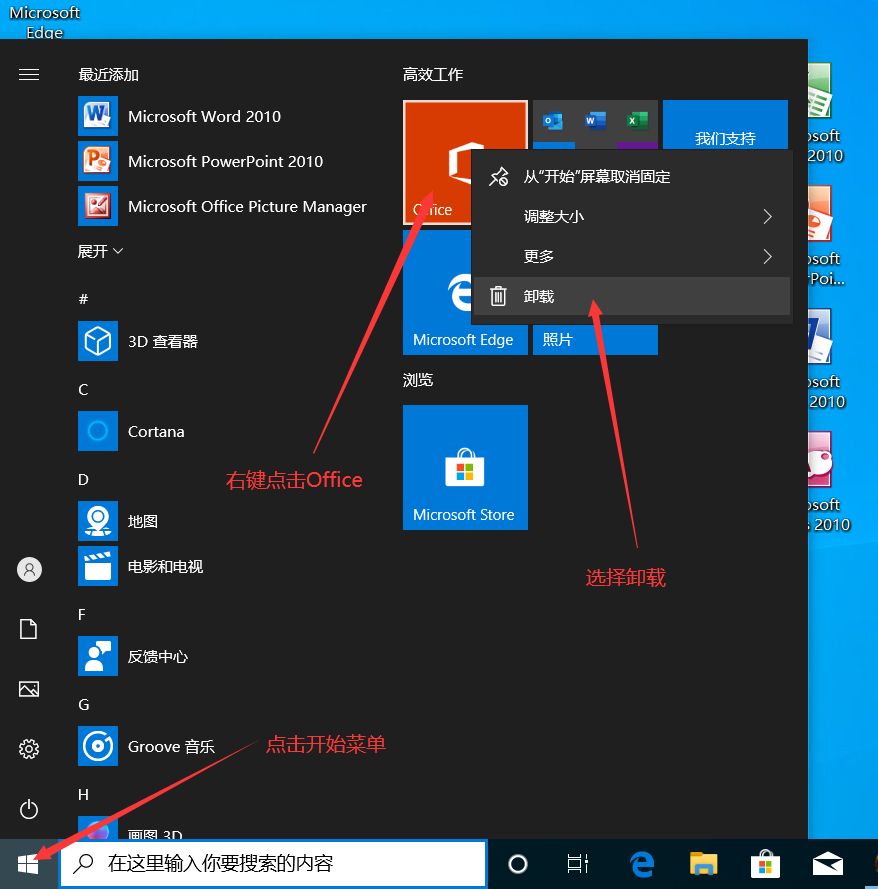 Microsoft
Edge
最近添加
Microsoft Word 2010
Microsoft PowerPoint 2010
Microsoft Office Picture Manager
展开
#
3D 查看器
C
Cortana
D
地图
电影和电视
F
反馈中心
G
Groove 音乐
H
画图 3D
高效工作
Office
我们支持
从“开始”屏幕取消固定
调整大小
更多
卸载
Microsoft Edge
照片
浏览
Microsoft Store
右键点击Office
选择卸载
点击开始菜单
在这里输入你要搜索的内容
osoft
2010
osoft
rPoi...
osoft
2010
osoft
s 2010